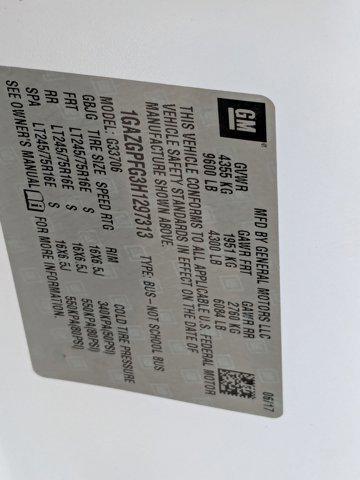 GM
MFD BY GENERAL MOTORS LLC
06/17
GVWR GAWR FRT GAWR RR
4355 KG 1951 KG 2760 KG
9600 LB 4300 LB 6084 LB
THIS VEHICLE CONFORMS TO ALL APPLICABLE U.S. FEDERAL MOTOR
VEHICLE SAFETY STANDARDS IN EFFECT ON THE DATE OF
MANUFACTURE SHOWN ABOVE.
1GAZGPFG3H1297313 TYPE: BUS – NOT SCHOOL BUS
MODEL: G33706
GBJG TIRE SIZE SPEED RTG RIM COLD TIRE PRESSURE
FRT LT245/75R16E S 16X6.5J 340KPA(50PSI)
RR LT245/75R16E S 16X6.5J 550KPA(80PSI)
SPA LT245/75R16E S 16X6.5J 550KPA(80PSI)
SEE OWNER'S MANUAL FOR MORE INFORMATION.